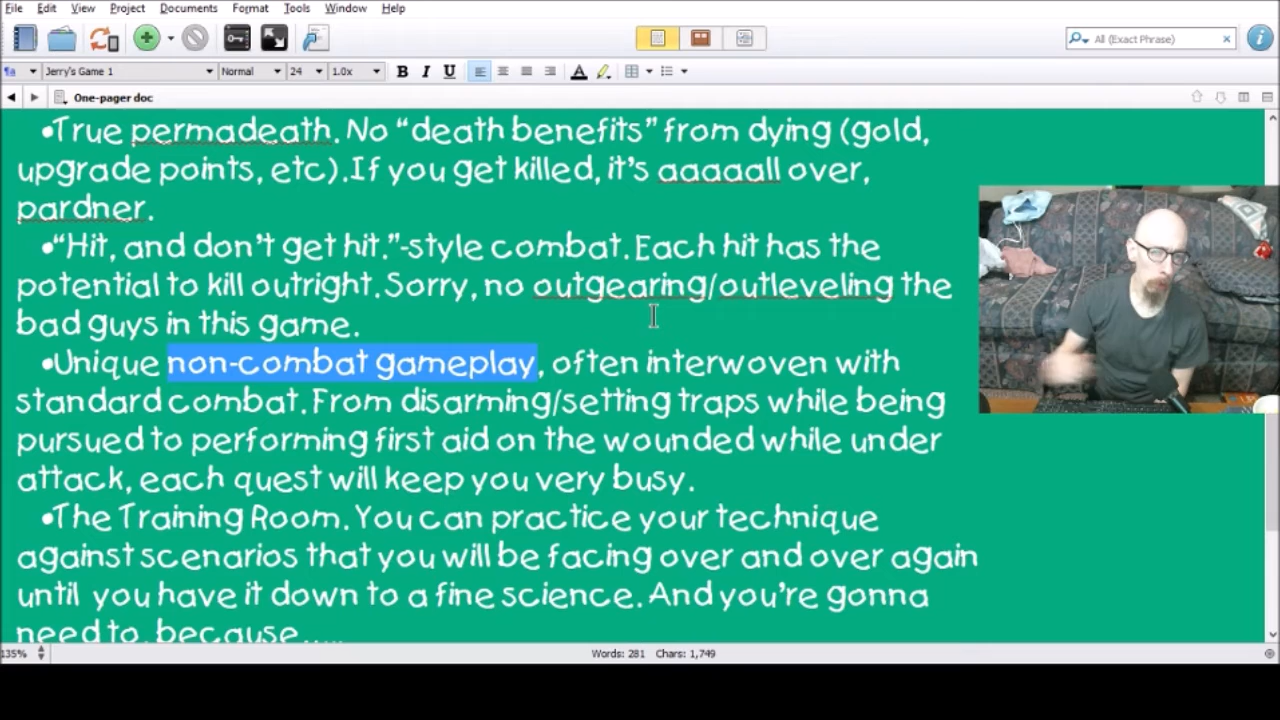 File Edit View Project Documents Format Tools Window Help
All (Exact Phrase)
Jerry's Game 1 Normal 24 1.0x B I U A
One-pager doc
•True permadeath. No “death benefits” from dying (gold,
upgrade points, etc).If you get killed, it’s aaaaall over,
pardner.
•“Hit, and don’t get hit.”-style combat. Each hit has the
potential to kill outright. Sorry, no outgearing/outleveling the
bad guys in this game.
•Unique non-combat gameplay, often interwoven with
standard combat. From disarming/setting traps while being
pursued to performing first aid on the wounded while under
attack, each quest will keep you very busy.
•The Training Room. You can practice your technique
against scenarios that you will be facing over and over again
until you have it down to a fine science. And you’re gonna
need to, because.....
135% Words: 281 Chars: 1,749